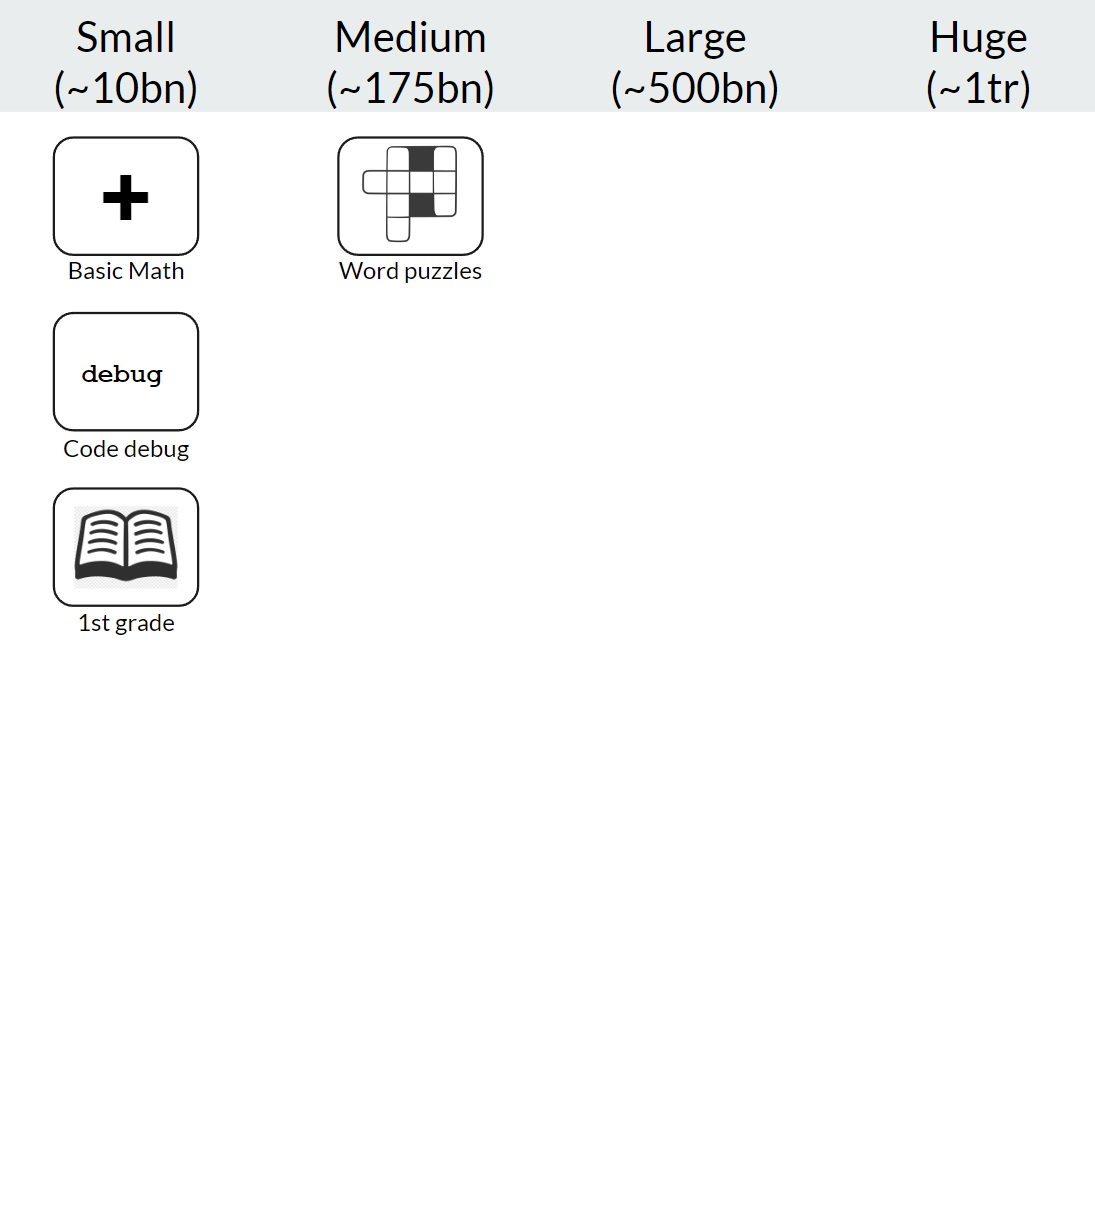 Small
(~10bn)
Medium
(~175bn)
Large
(~500bn)
Huge
(~1tr)
Basic Math
Word puzzles
debug
Code debug
1st grade